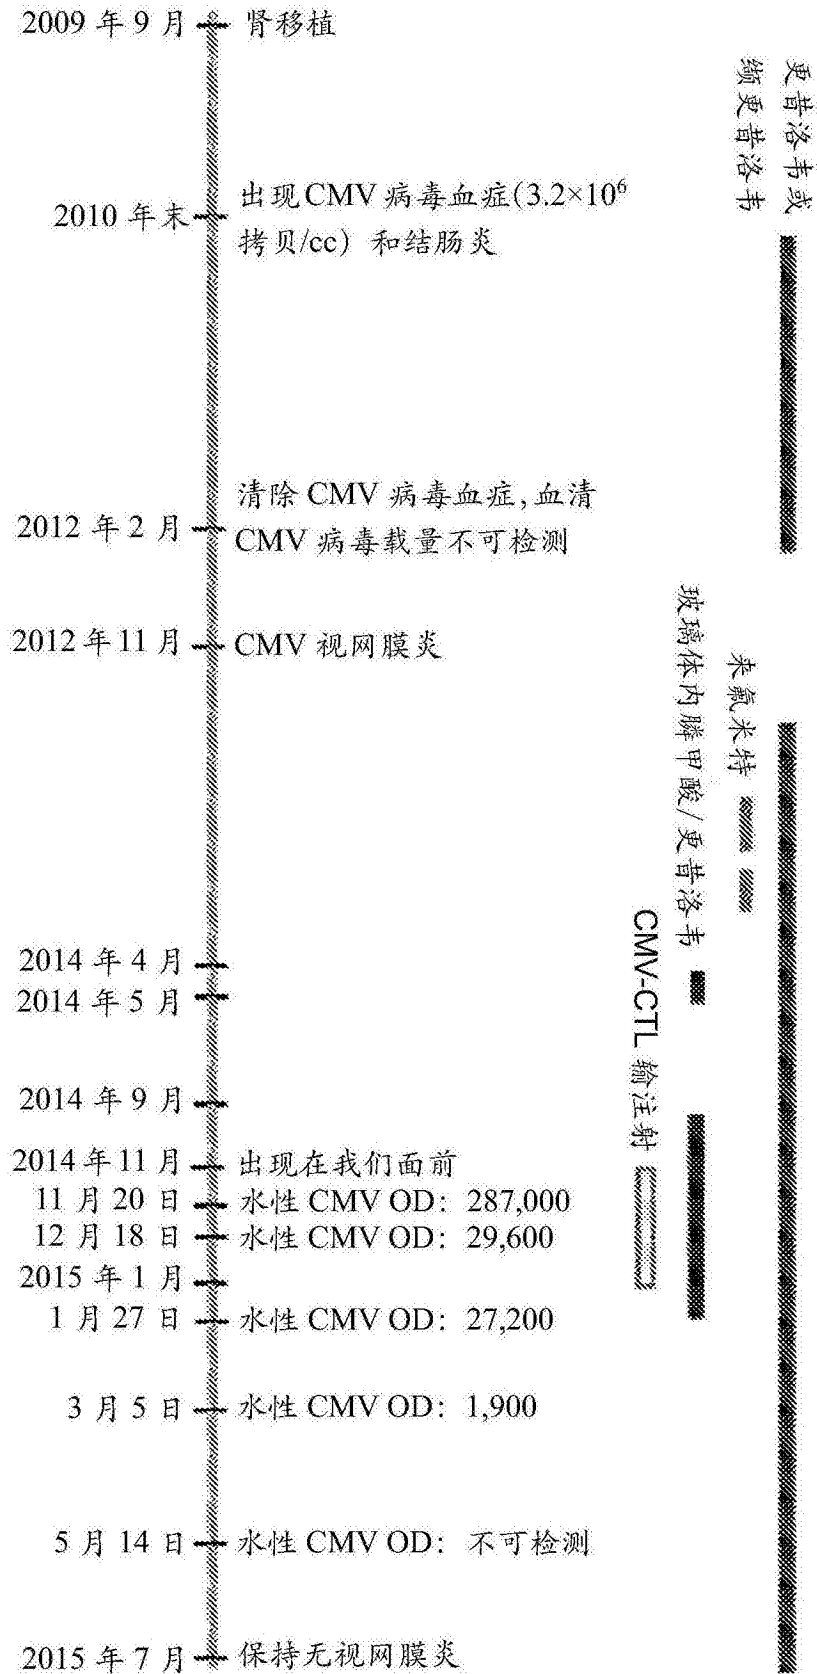 2009 年 9 月 肾移植
2010 年末 出现 CMV 病毒血症(3.2×10⁶
拷贝/cc）和结肠炎
清除 CMV 病毒血症,血清
2012 年 2 月 CMV 病毒载量不可检测
2012 年 11 月 CMV 视网膜炎
2014 年 4 月
2014 年 5 月
2014 年 9 月
2014 年 11 月 出现在我们面前
11 月 20 日 水性 CMV OD：287,000
12 月 18 日 水性 CMV OD：29,600
2015 年 1 月
1 月 27 日 水性 CMV OD：27,200
3 月 5 日 水性 CMV OD：1,900
5 月 14 日 水性 CMV OD：不可检测
2015 年 7 月 保持无视网膜炎
更昔洛韦或
缬更昔洛韦
来氟米特
玻璃体内膦甲酸/更昔洛韦
CMV-CTL 输注射